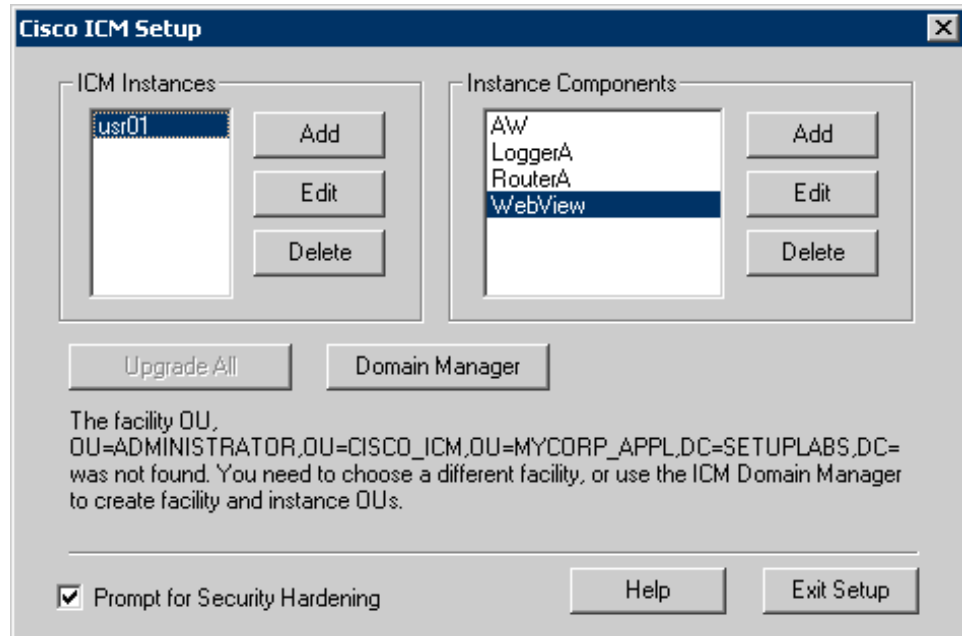 Cisco ICM Setup
ICM Instances
usr01
Add
Edit
Delete
Instance Components
AW
LoggerA
RouterA
WebView
Add
Edit
Delete
Upgrade All
Domain Manager
The facility OU,
OU=ADMINISTRATOR,OU=CISCO_ICM,OU=MYCORP_APPL,DC=SETUPLABS,DC=
was not found. You need to choose a different facility, or use the ICM Domain Manager
to create facility and instance OUs.
Prompt for Security Hardening
Help
Exit Setup